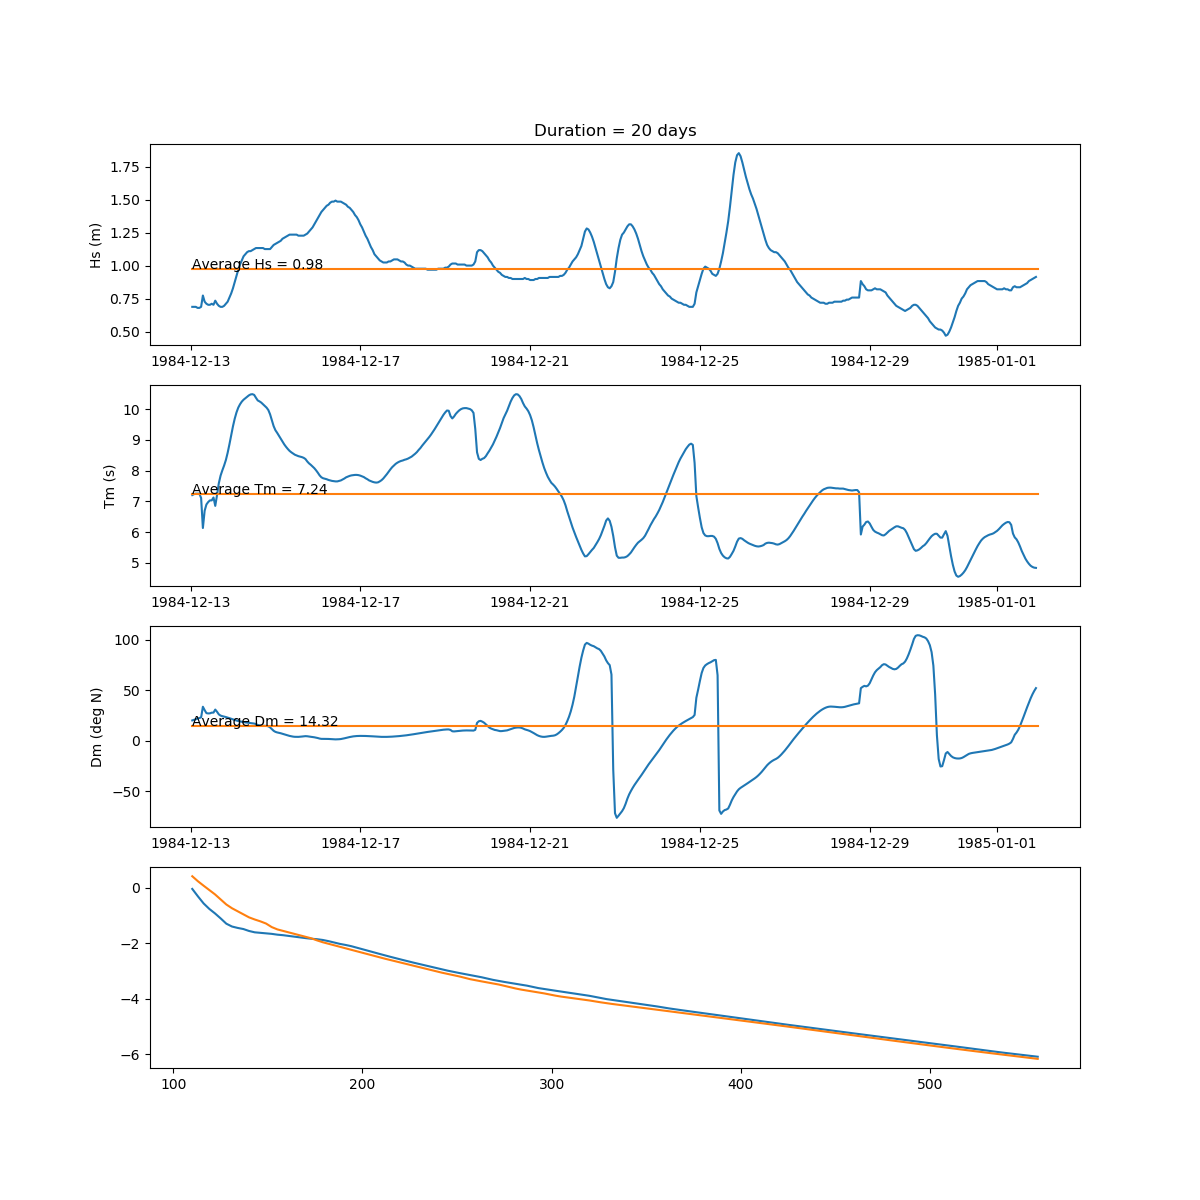 Duration = 20 days
1.75
1.50
1.25
1.00
0.75
0.50
Hs (m)
Average Hs = 0.98
1984-12-13 1984-12-17 1984-12-21 1984-12-25 1984-12-29 1985-01-01
10
9
8
7
6
5
Tm (s)
Average Tm = 7.24
1984-12-13 1984-12-17 1984-12-21 1984-12-25 1984-12-29 1985-01-01
100
50
0
−50
Dm (deg N)
Average Dm = 14.32
1984-12-13 1984-12-17 1984-12-21 1984-12-25 1984-12-29 1985-01-01
0
−2
−4
−6
100 200 300 400 500